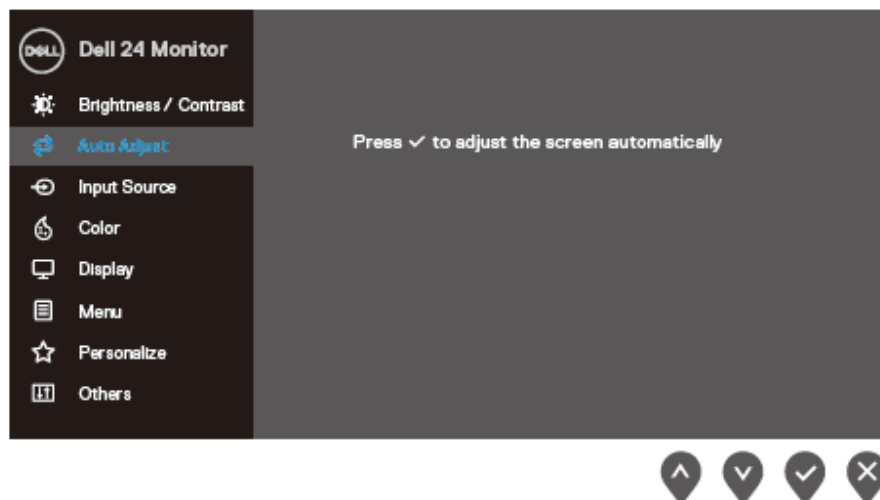 DELL Dell 24 Monitor
Brightness / Contrast
Auto Adjust
Press ✓ to adjust the screen automatically
Input Source
Color
Display
Menu
Personalize
Others